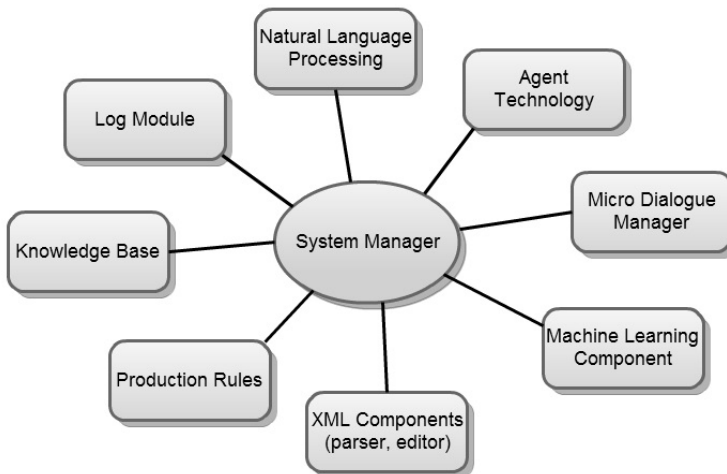 Natural Language
Processing
Agent
Technology
Log Module
Micro Dialogue
Manager
System Manager
Knowledge Base
Machine Learning
Component
Production Rules
XML Components
(parser, editor)